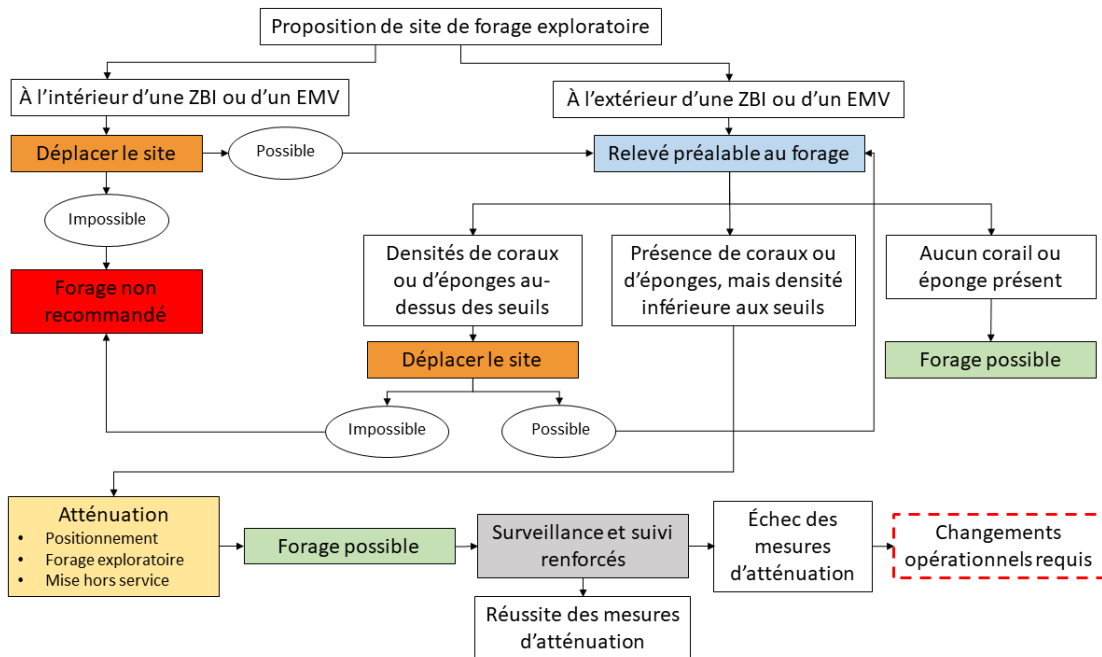 Proposition de site de forage exploratoire
À l'intérieur d'une ZBI ou d'un EMV
À l'extérieur d'une ZBI ou d'un EMV
Déplacer le site
Possible
Relevé préalable au forage
Impossible
Densités de coraux
ou d'éponges au-
dessus des seuils
Présence de coraux ou
d'éponges, mais densité
inférieure aux seuils
Aucun corail ou
éponge présent
Forage non
recommandé
Déplacer le site
Forage possible
Impossible
Possible
Atténuation
• Positionnement
• Forage exploratoire
• Mise hors service
Forage possible
Surveillance et suivi
renforcés
Échec des
mesures
d'atténuation
Changements
opérationnels requis
Réussite des mesures
d'atténuation